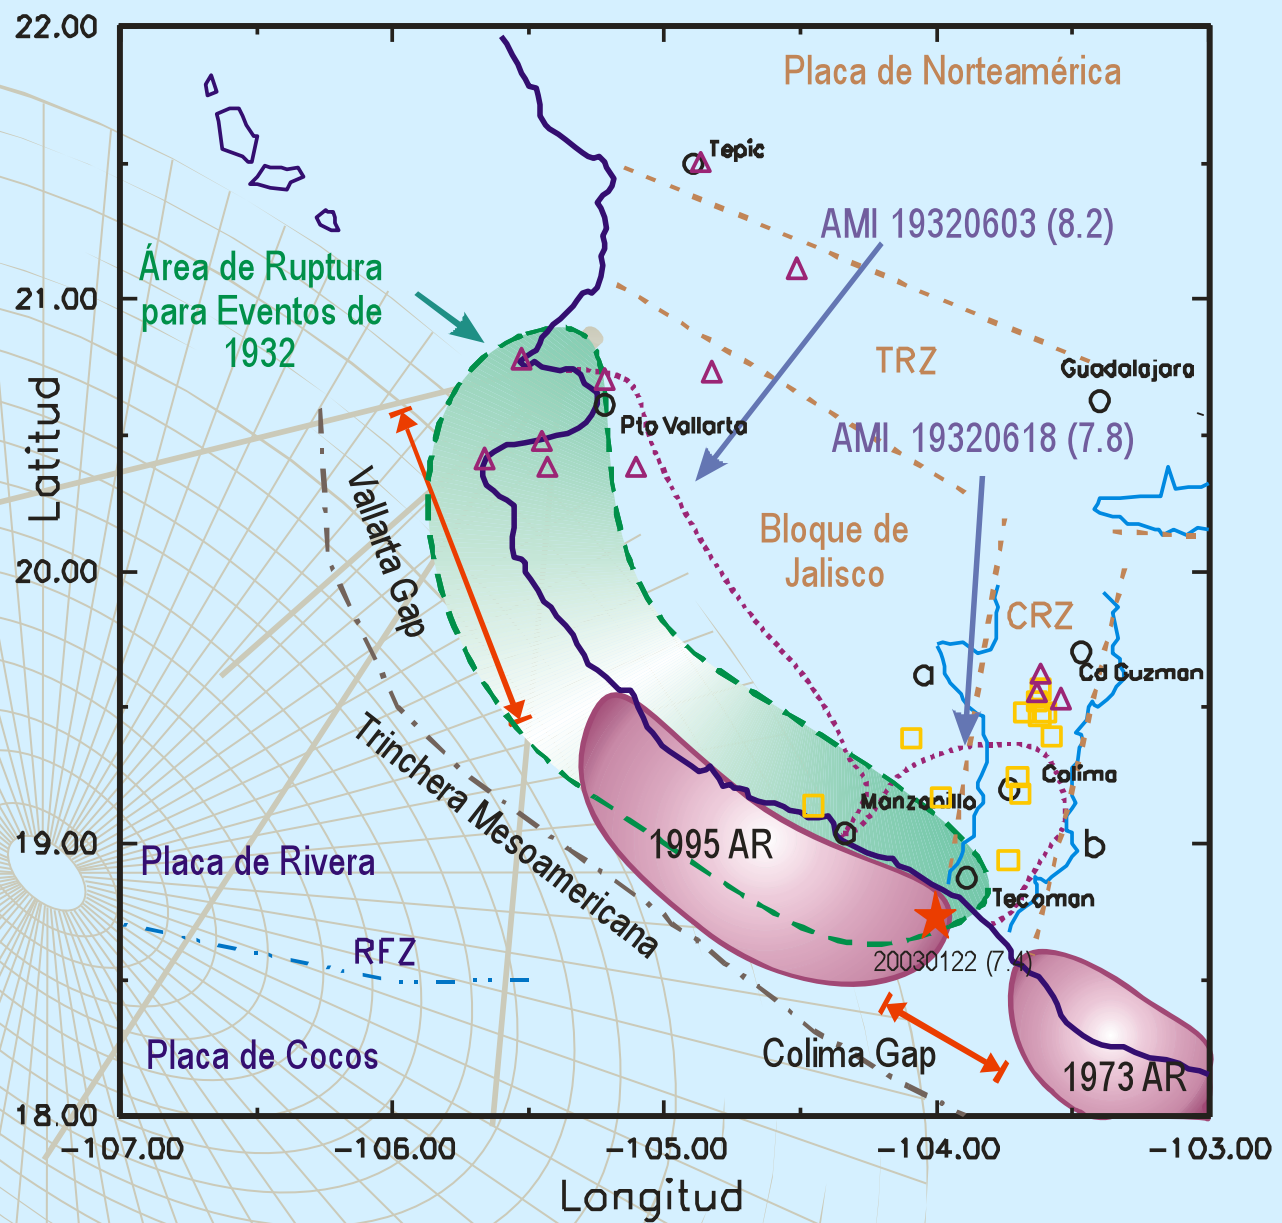 22.00
Placa de Norteamérica
Tepic
AMI 19320603 (8.2)
Área de Ruptura
para Eventos de
1932
21.00
TRZ
Guadalajara
Pto Vallarta
AMI 19320618 (7.8)
Latitud
Vallarta Gap
Bloque de
Jalisco
20.00
CRZ
a
Cd Guzman
Trinchera Mesoamericana
Colima
Manzanillo
1995 AR
19.00
b
Placa de Rivera
Tecoman
RFZ
20030122 (7.4)
Placa de Cocos
Colima Gap
1973 AR
18.00
-107.00
-106.00
-105.00
-104.00
-103.00
Longitud